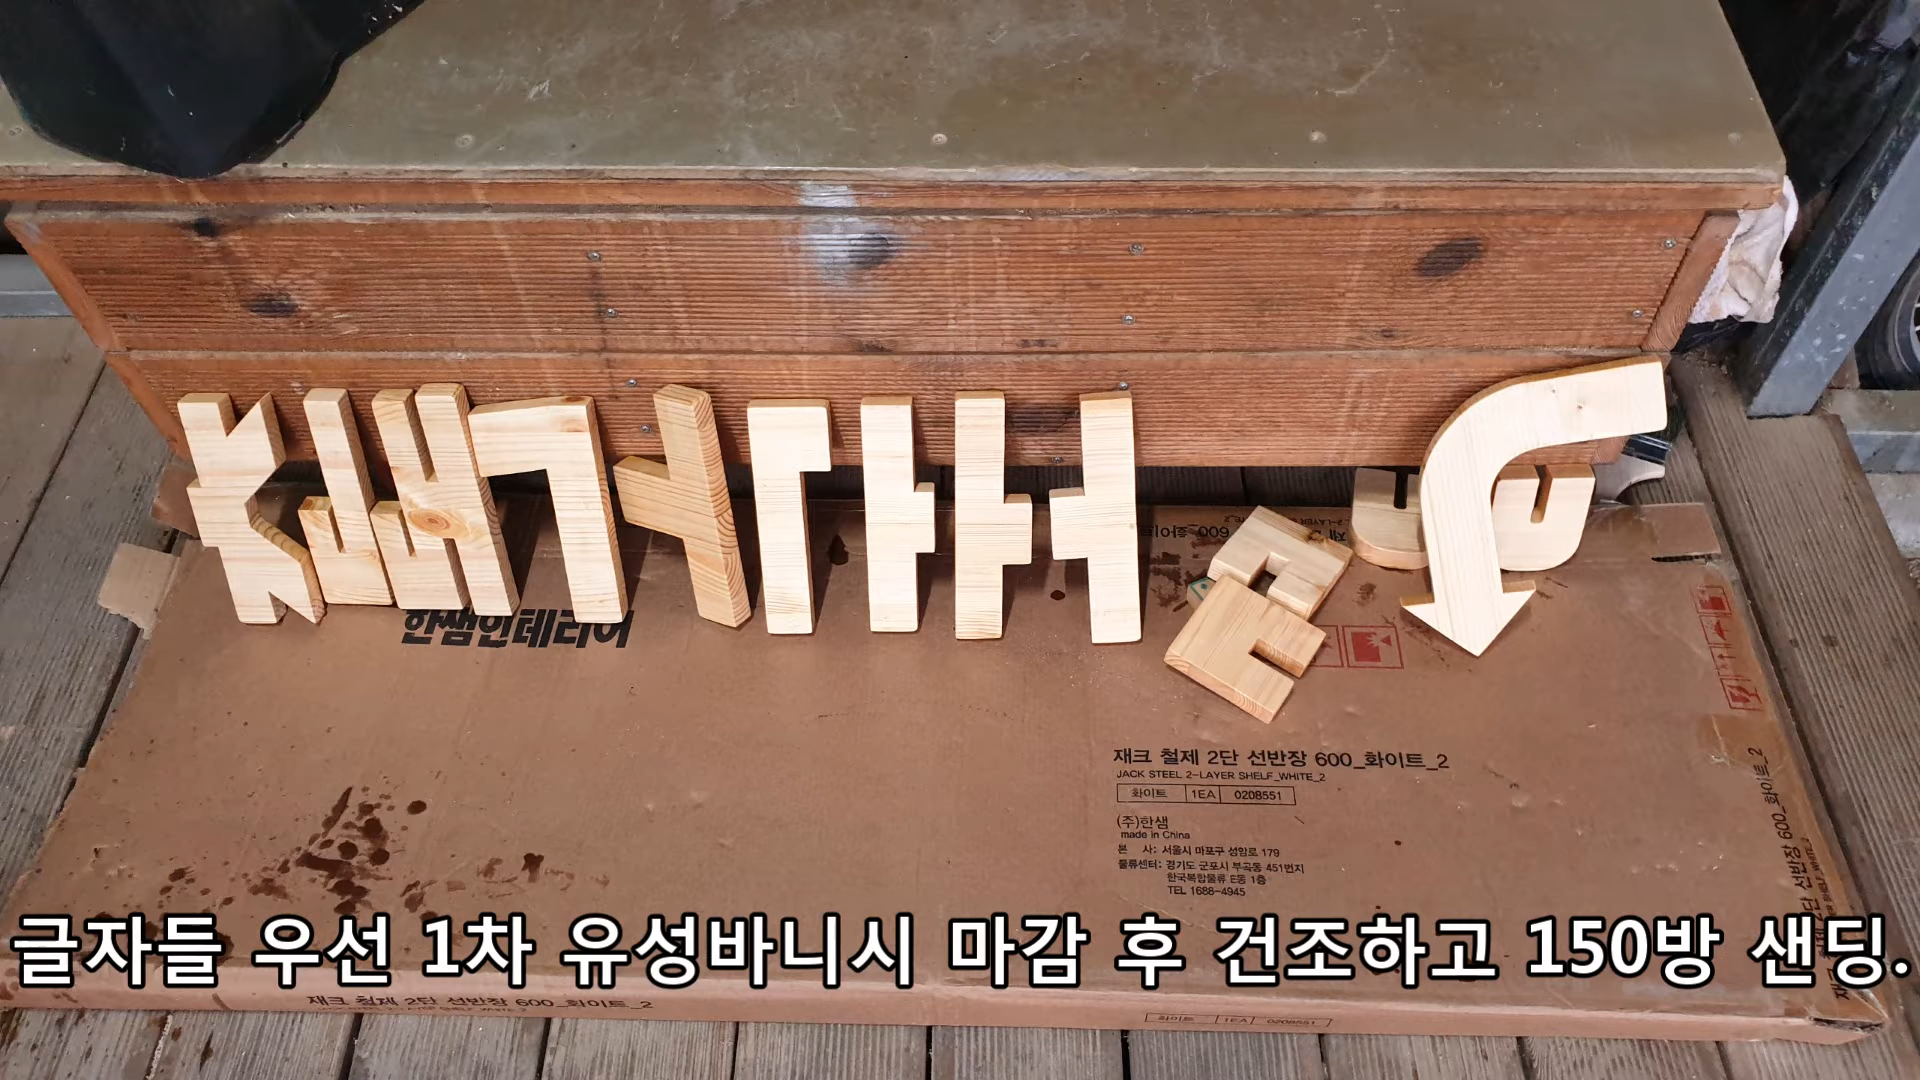 한쌤인테리어
재크 철제 2단 선반장 600_화이트_2
JACK STEEL 2-LAYER SHELF_WHITE_2
화이트 1EA 0208551
(주)한샘
made in China
본 사: 서울시 마포구 성암로 179
물류센터: 경기도 군포시 부곡동 451번지
한국복합물류 E동 1층
TEL 1688-4945
글자들 우선 1차 유성바니시 마감 후 건조하고 150방 샌딩.
재크 철제 2단 선반장 600_화이트_2
화이트 1EA 0208551